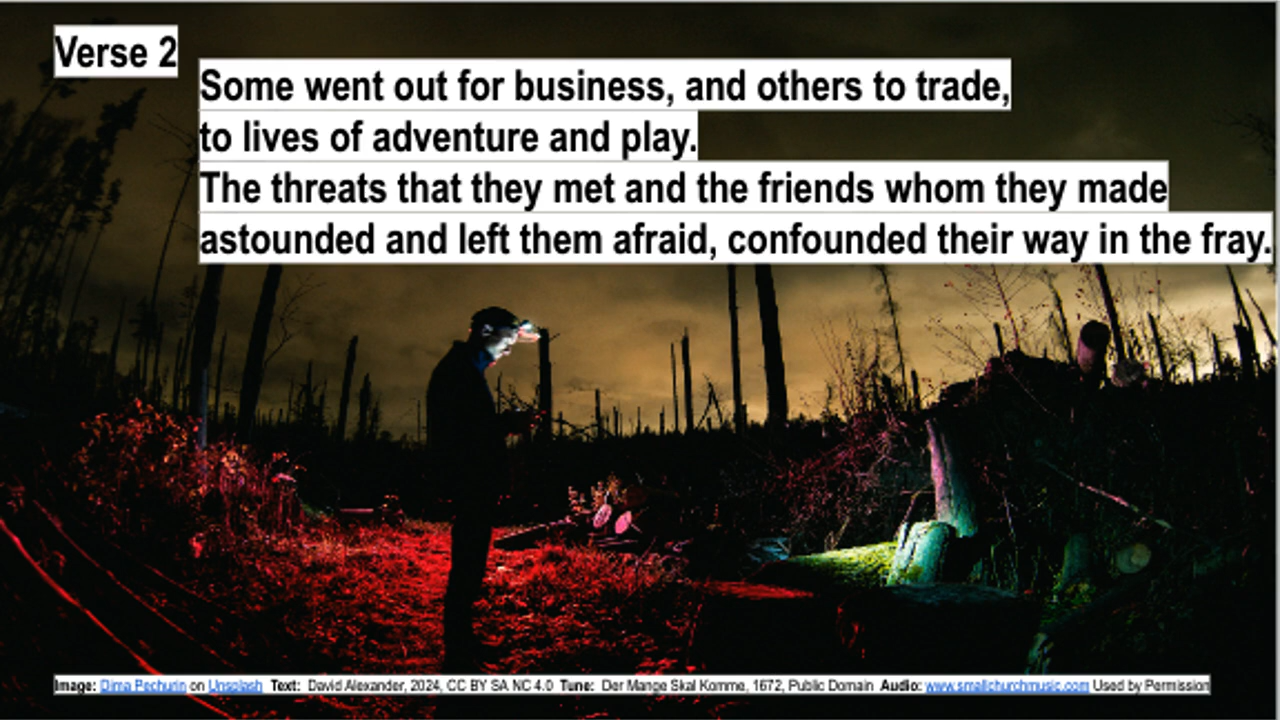 Verse 2
Some went out for business, and others to trade,
to lives of adventure and play.
The threats that they met and the friends whom they made
astounded and left them afraid, confounded their way in the fray.
Image: Dima Pechurin on Unsplash Text: David Alexander, 2024, CC BY SA NC 4.0 Tune: Der Mange Skal Komme, 1672, Public Domain Audio: www.smallchurchmusic.com Used by Permission